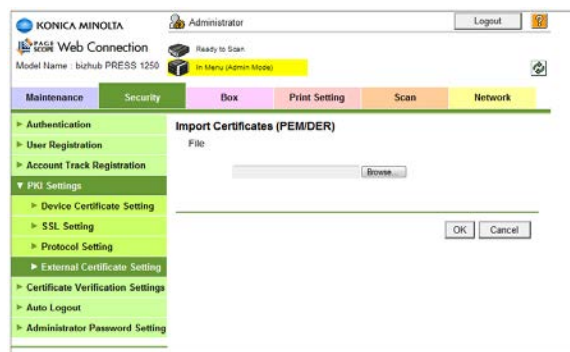 KONICA MINOLTA
Administrator
Logout
?
PAGE SCOPE Web Connection
Ready to Scan
Model Name : bizhub PRESS 1250
In Menu (Admin Mode)
Maintenance
Security
Box
Print Setting
Scan
Network
Authentication
User Registration
Account Track Registration
PKI Settings
Device Certificate Setting
SSL Setting
Protocol Setting
External Certificate Setting
Certificate Verification Settings
Auto Logout
Administrator Password Setting
Import Certificates (PEM/DER)
File
Browse...
OK
Cancel